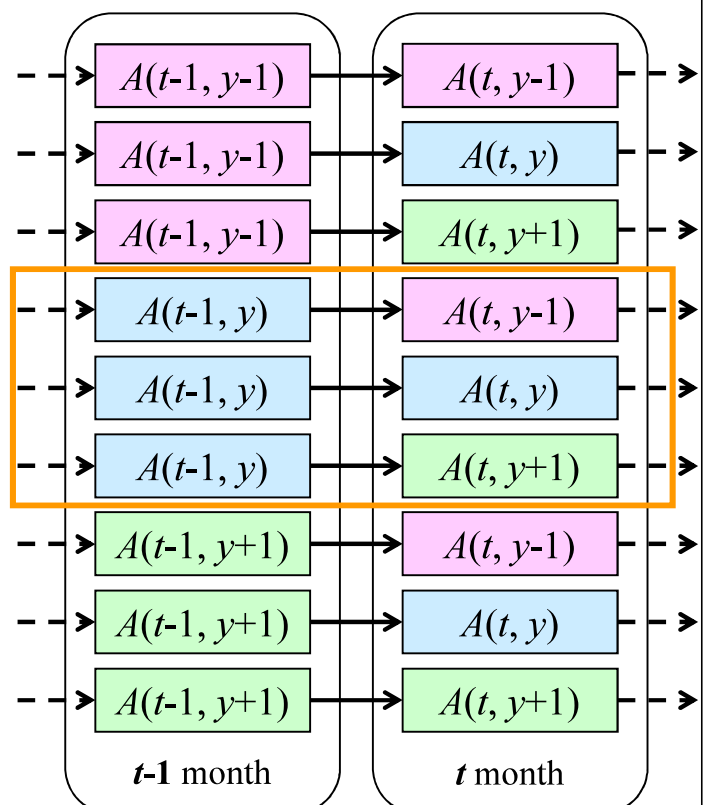 A(t-1, y-1) A(t, y-1)
A(t-1, y-1) A(t, y)
A(t-1, y-1) A(t, y+1)
A(t-1, y) A(t, y-1)
A(t-1, y) A(t, y)
A(t-1, y) A(t, y+1)
A(t-1, y+1) A(t, y-1)
A(t-1, y+1) A(t, y)
A(t-1, y+1) A(t, y+1)
t-1 month t month